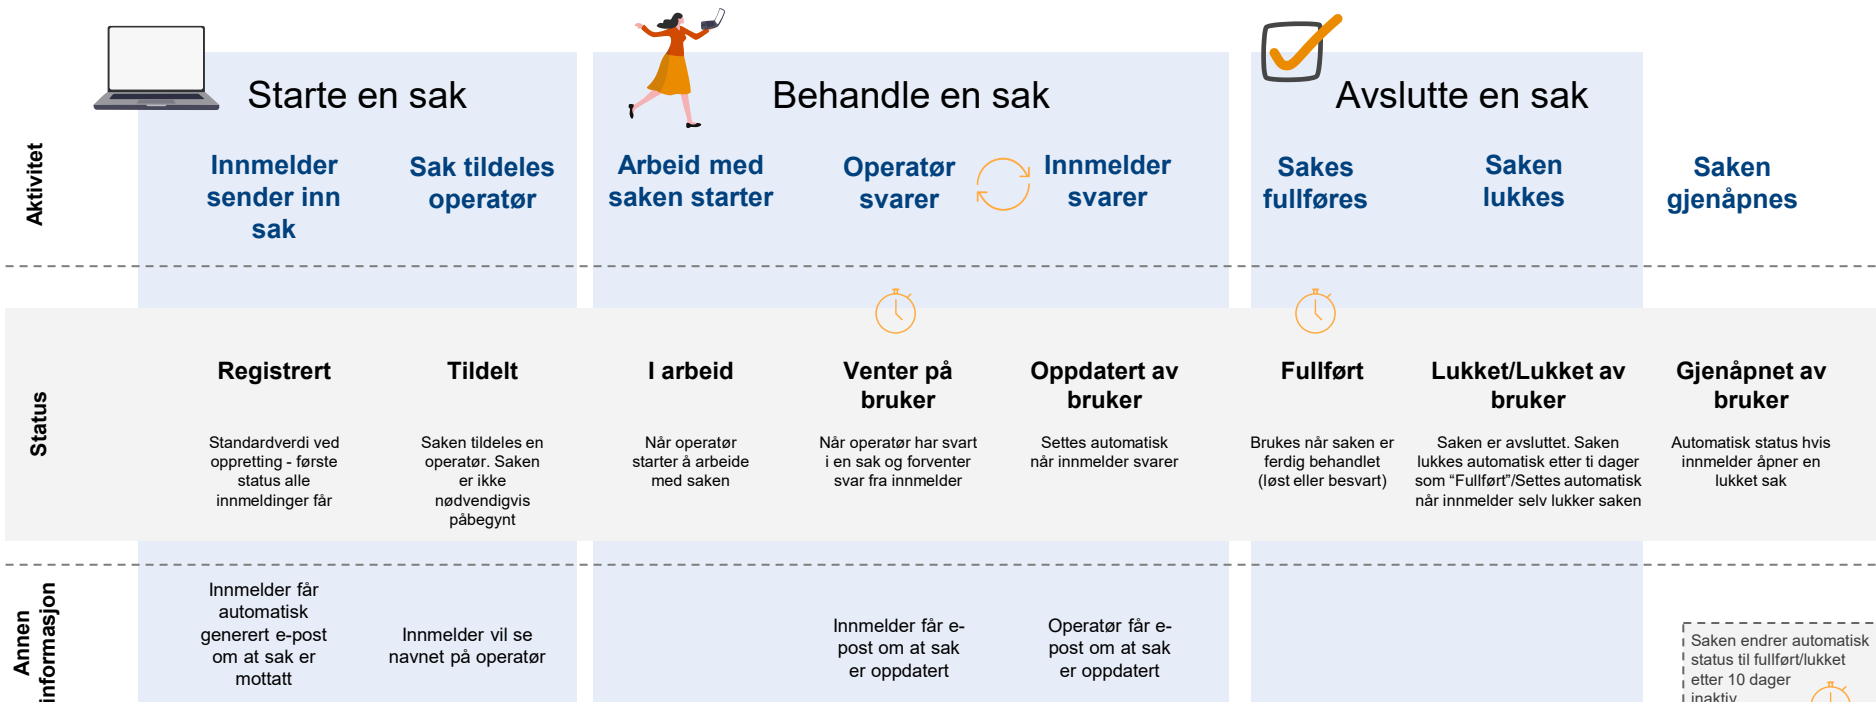 Starte en sak
Behandle en sak
Avslutte en sak
Aktivitet
Innmelder
sender inn
sak
Sak tildeles
operatør
Arbeid med
saken starter
Operatør
svarer
Innmelder
svarer
Sakes
fullføres
Saken
lukkes
Saken
gjenåpnes
Status
Registrert
Standardverdi ved
oppretting - første
status alle
innmeldinger får
Tildelt
Saken tildeles en
operatør. Saken
er ikke
nødvendigvis
påbegynt
I arbeid
Når operatør
starter å arbeide
med saken
Venter på
bruker
Når operatør har svart
i en sak og forventer
svar fra innmelder
Oppdatert av
bruker
Settes automatisk
når innmelder svarer
Fullført
Brukes når saken er
ferdig behandlet
(løst eller besvart)
Lukket/Lukket av
bruker
Saken er avsluttet. Saken
lukkes automatisk etter ti dager
som “Fullført”/Settes automatisk
når innmelder selv lukker saken
Gjenåpnet av
bruker
Automatisk status hvis
innmelder åpner en
lukket sak
Annen
informasjon
Innmelder får
automatisk
generert e-post
om at sak er
mottatt
Innmelder vil se
navnet på operatør
Innmelder får e-
post om at sak
er oppdatert
Operatør får e-
post om at sak
er oppdatert
Saken endrer automatisk
status til fullført/lukket
etter 10 dager
inaktiv